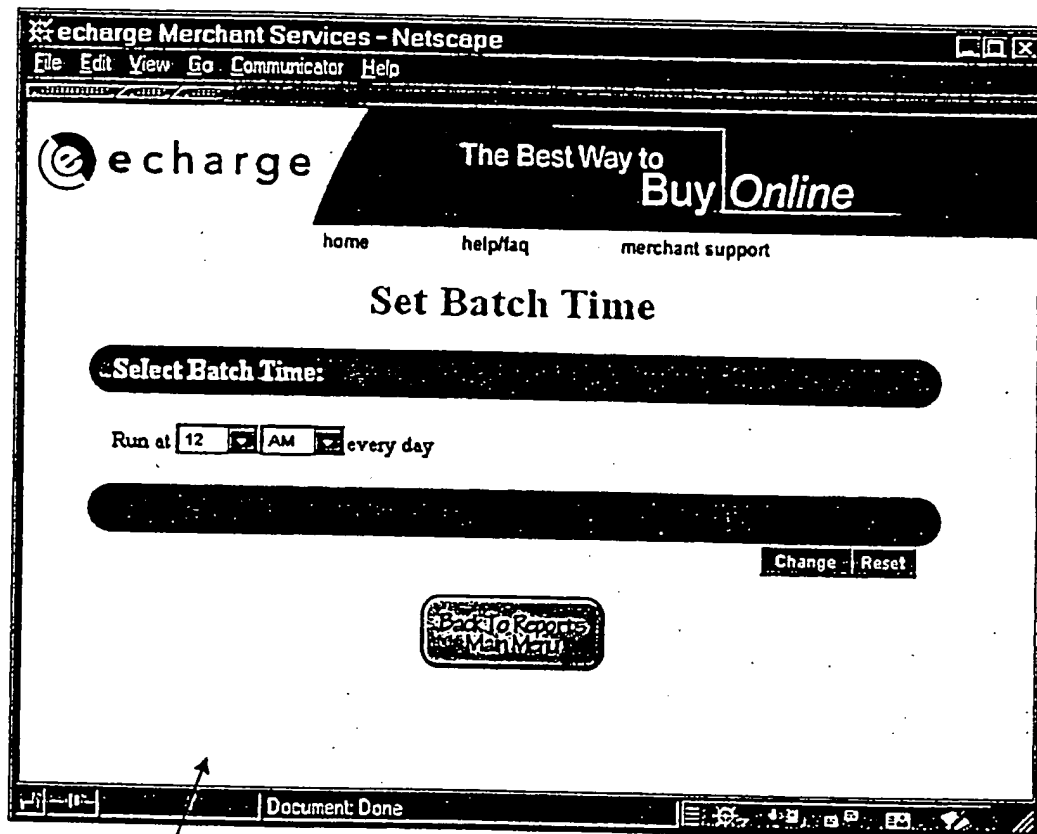 echarge Merchant Services - Netscape
File Edit View Go Communicator Help
echarge
The Best Way to
Buy Online
home help/faq merchant support
Set Batch Time
Select Batch Time:
Run at 12 AM every day
Change Reset
Back To Reports
Main Menu
Document: Done